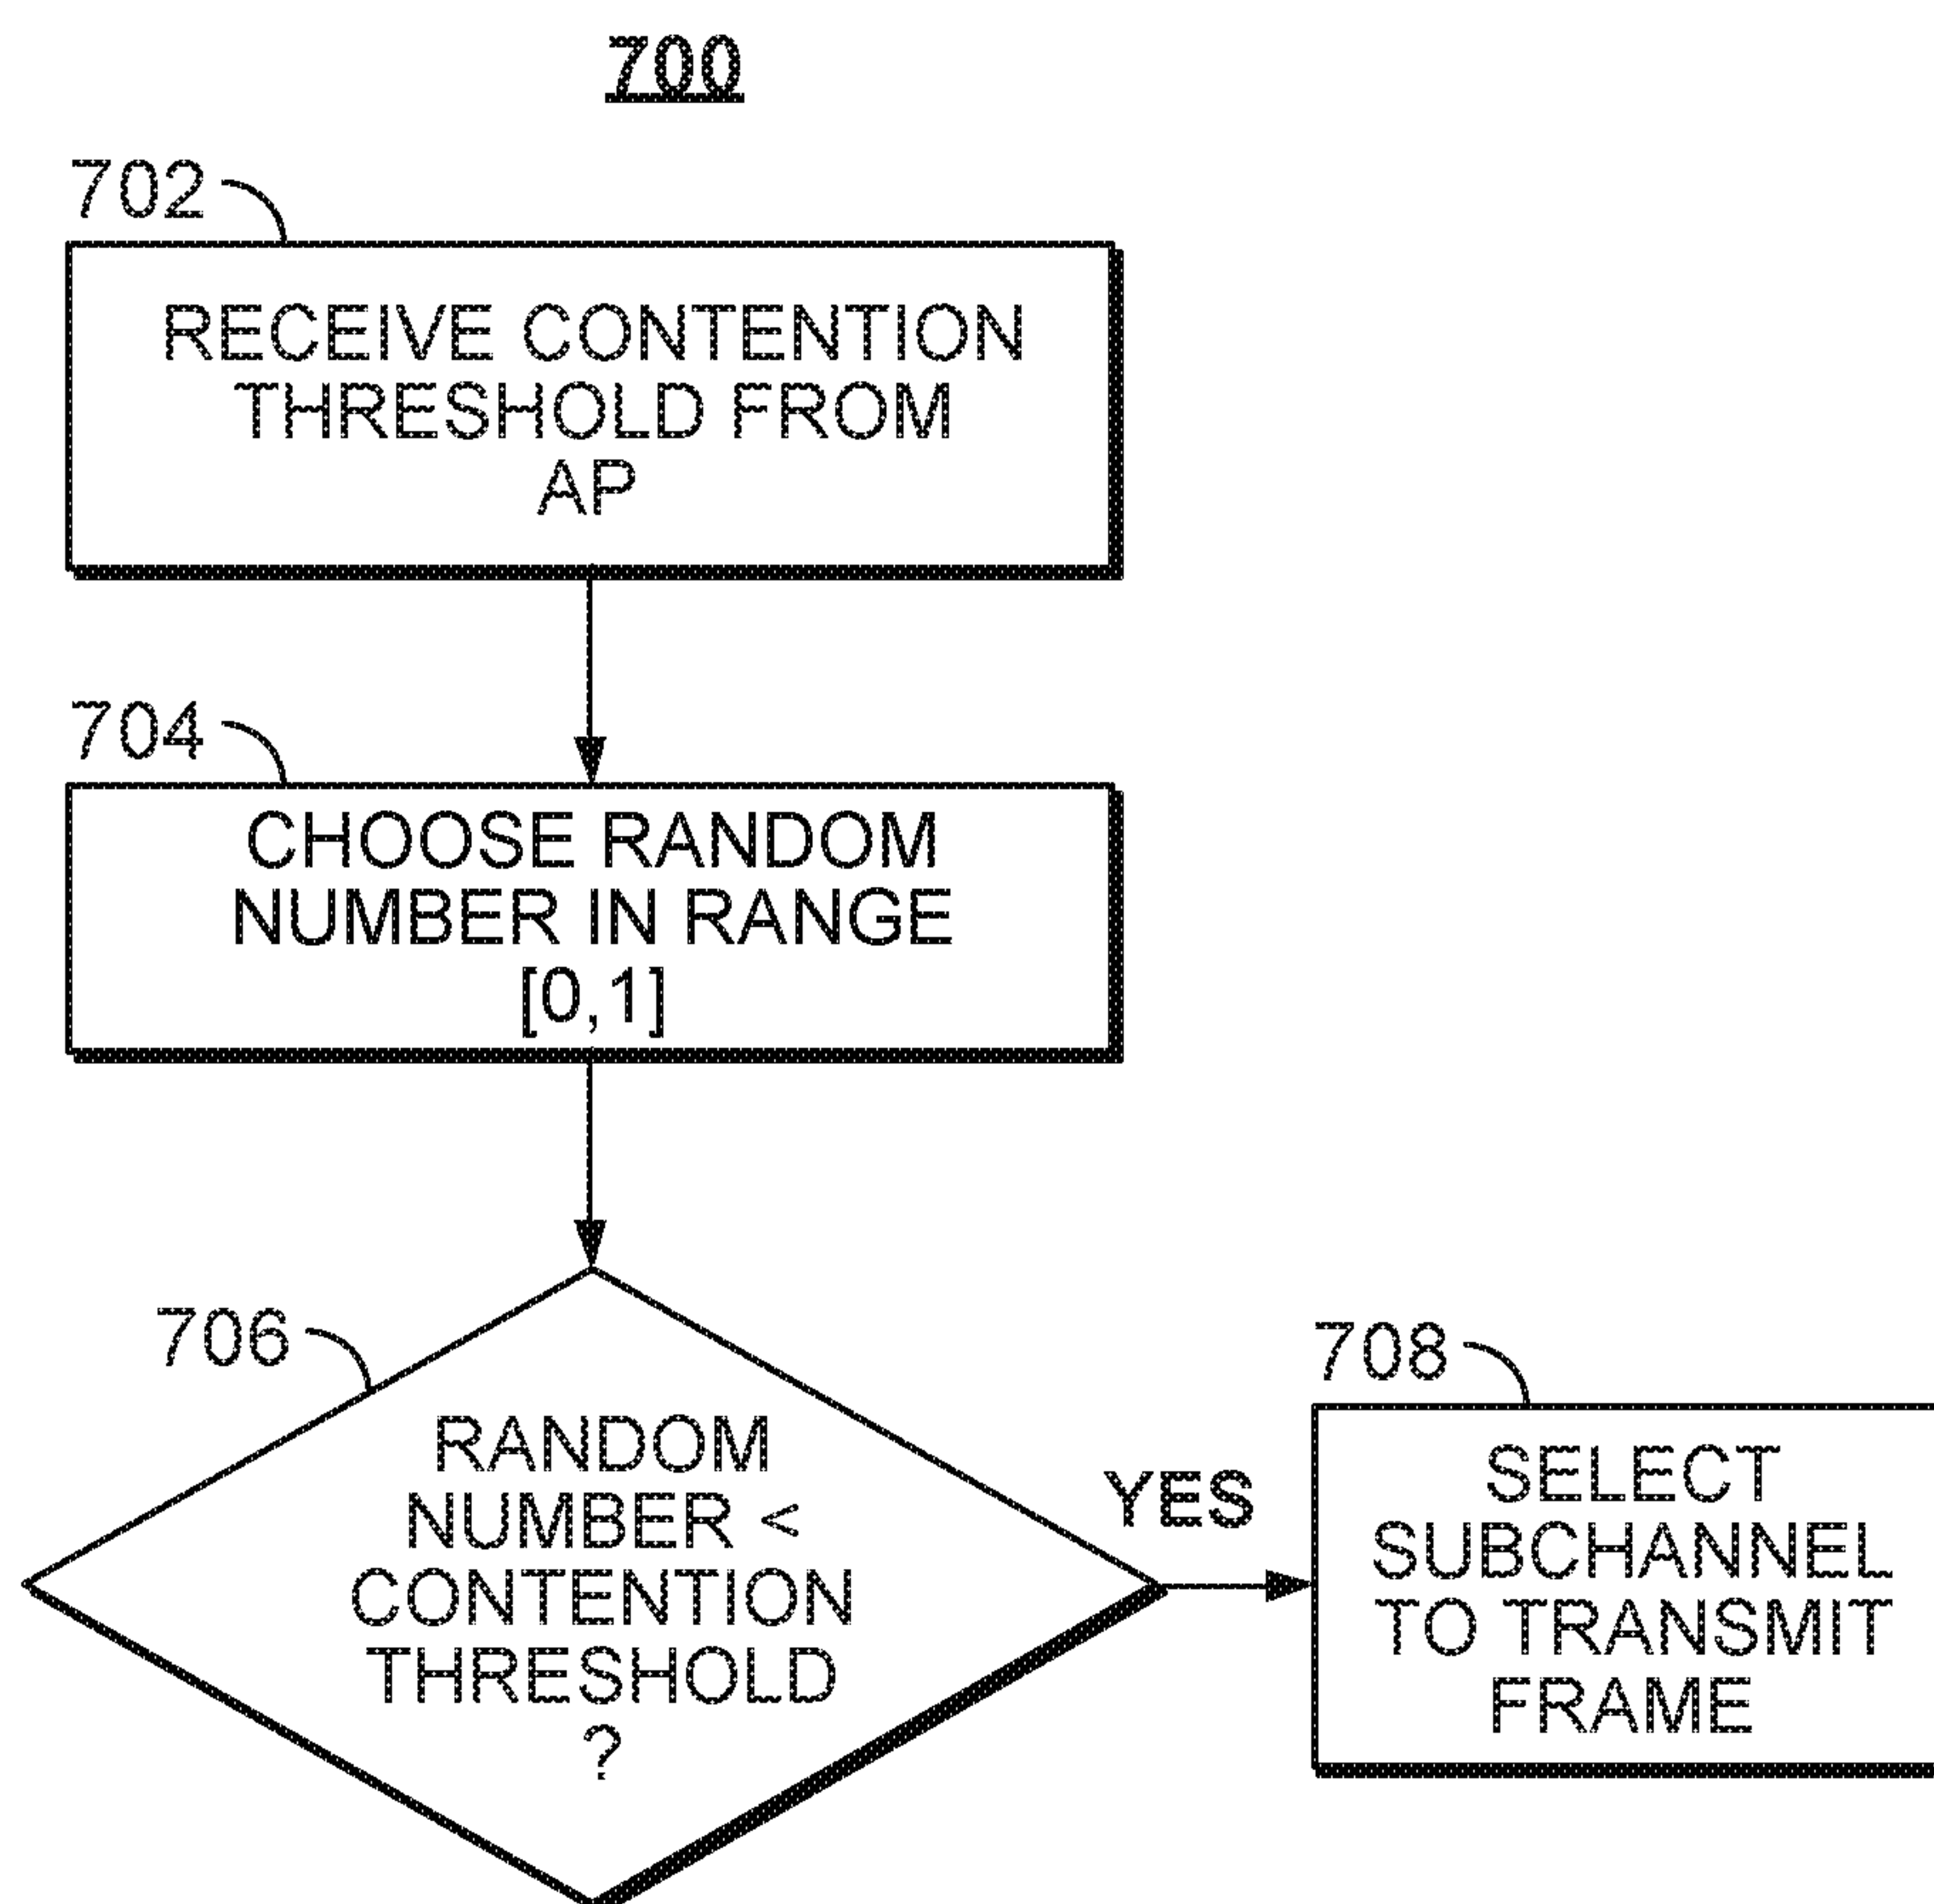 700
702
RECEIVE CONTENTION
THRESHOLD FROM
AP
704
CHOOSE RANDOM
NUMBER IN RANGE
[0,1]
706
RANDOM
NUMBER <
CONTENTION
THRESHOLD
?
YES
708
SELECT
SUBCHANNEL
TO TRANSMIT
FRAME